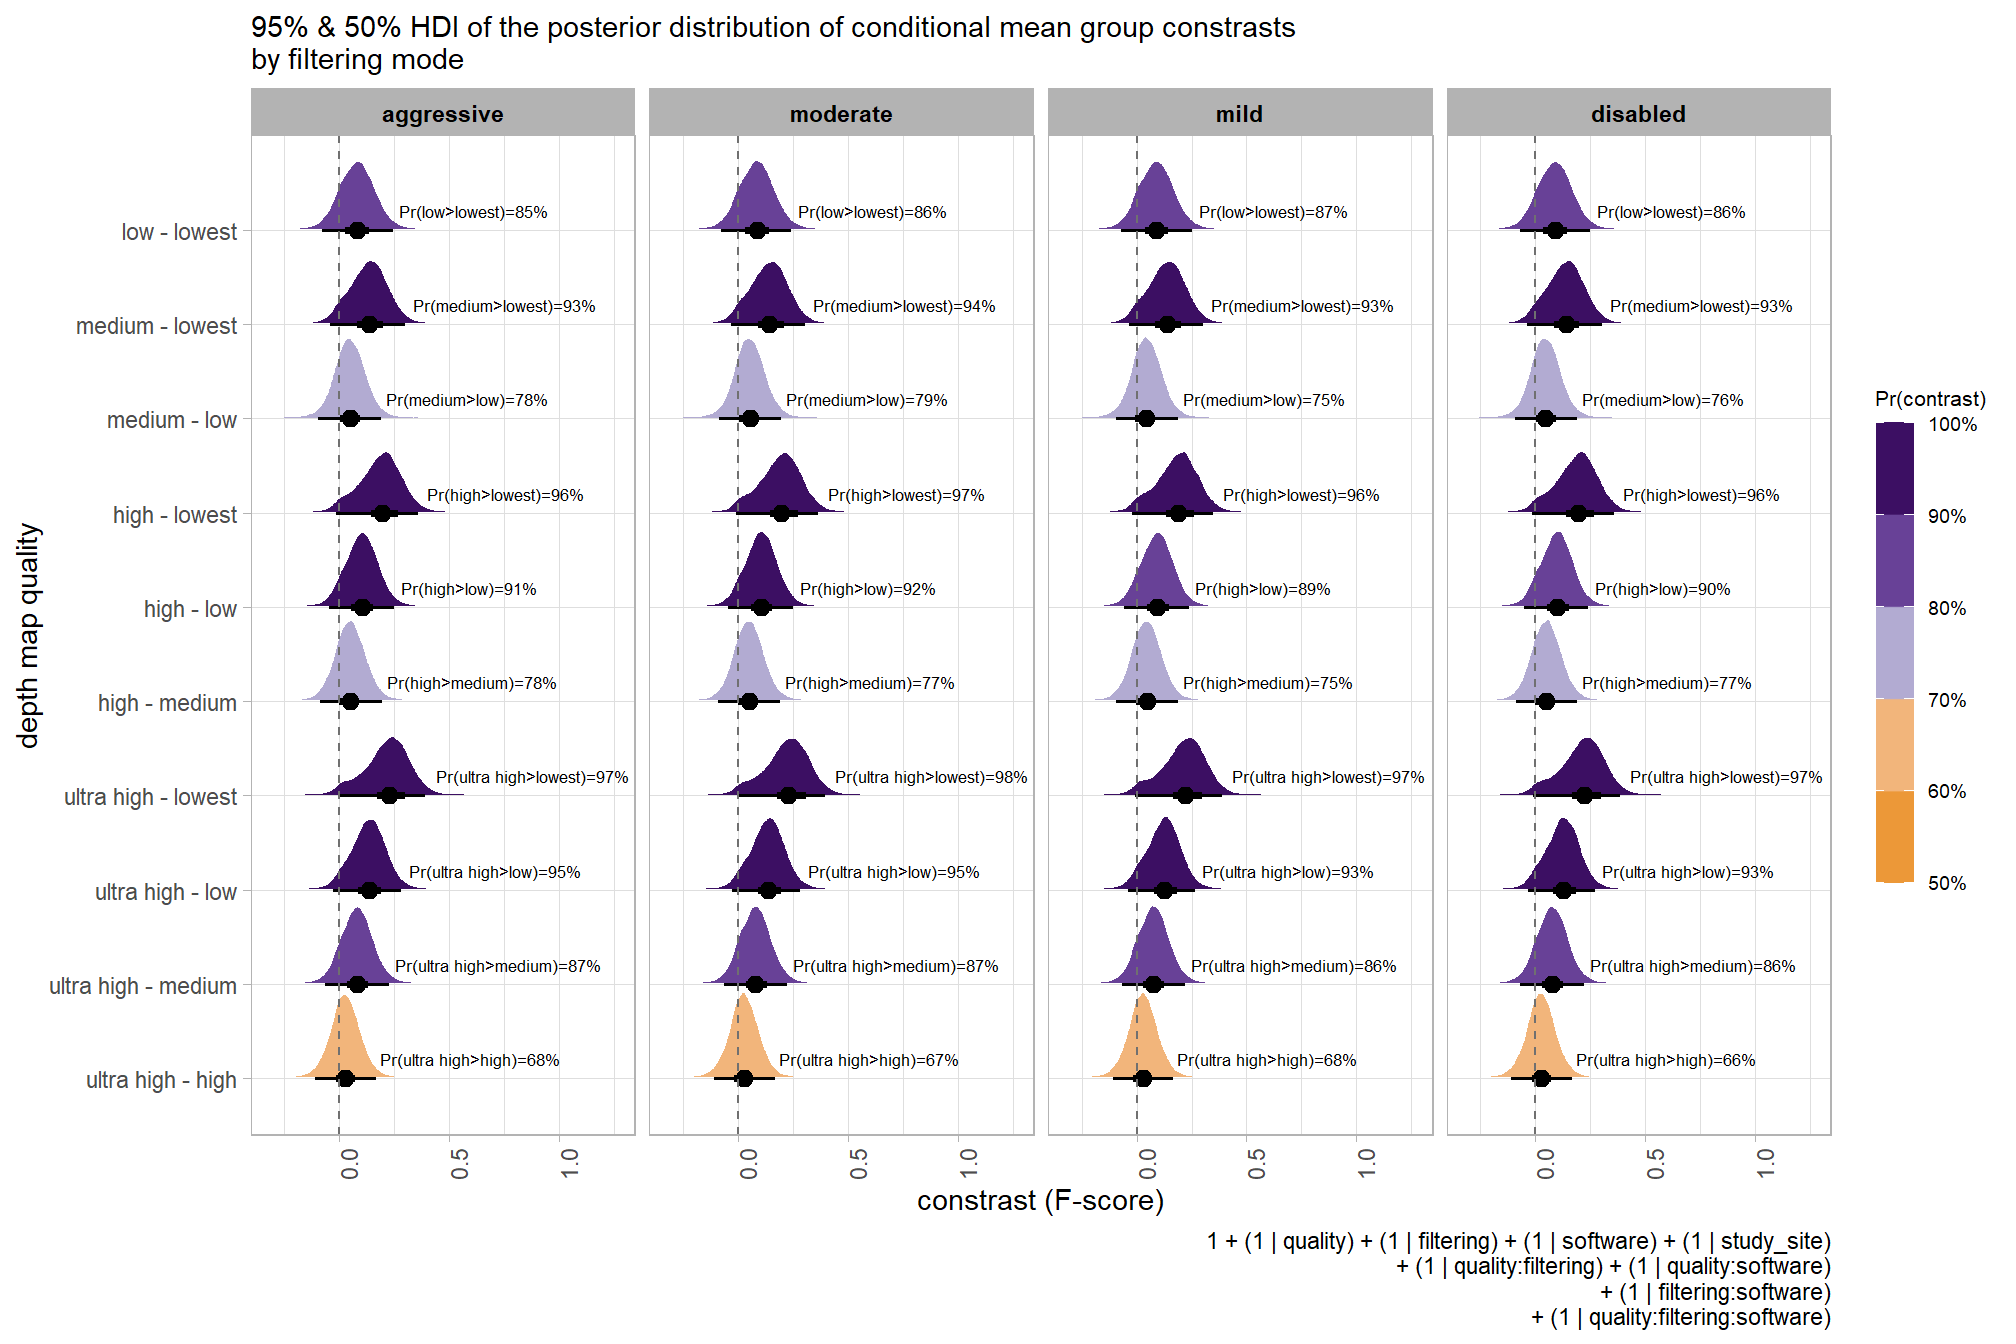 95% & 50% HDI of the posterior distribution of conditional mean group constrasts
by filtering mode
aggressive
moderate
mild
disabled
depth map quality
low - lowest
Pr(low>lowest)=85%
Pr(low>lowest)=86%
Pr(low>lowest)=87%
Pr(low>lowest)=86%
medium - lowest
Pr(medium>lowest)=93%
Pr(medium>lowest)=94%
Pr(medium>lowest)=93%
Pr(medium>lowest)=93%
medium - low
Pr(medium>low)=78%
Pr(medium>low)=79%
Pr(medium>low)=75%
Pr(medium>low)=76%
high - lowest
Pr(high>lowest)=96%
Pr(high>lowest)=97%
Pr(high>lowest)=96%
Pr(high>lowest)=96%
high - low
Pr(high>low)=91%
Pr(high>low)=92%
Pr(high>low)=89%
Pr(high>low)=90%
high - medium
Pr(high>medium)=78%
Pr(high>medium)=77%
Pr(high>medium)=75%
Pr(high>medium)=77%
ultra high - lowest
Pr(ultra high>lowest)=97%
Pr(ultra high>lowest)=98%
Pr(ultra high>lowest)=97%
Pr(ultra high>lowest)=97%
ultra high - low
Pr(ultra high>low)=95%
Pr(ultra high>low)=95%
Pr(ultra high>low)=93%
Pr(ultra high>low)=93%
ultra high - medium
Pr(ultra high>medium)=87%
Pr(ultra high>medium)=87%
Pr(ultra high>medium)=86%
Pr(ultra high>medium)=86%
ultra high - high
Pr(ultra high>high)=68%
Pr(ultra high>high)=67%
Pr(ultra high>high)=68%
Pr(ultra high>high)=66%
0.0
0.5
1.0
0.0
0.5
1.0
0.0
0.5
1.0
0.0
0.5
1.0
constrast (F-score)
Pr(contrast)
100%
90%
80%
70%
60%
50%
1 + (1 | quality) + (1 | filtering) + (1 | software) + (1 | study_site)
+ (1 | quality:filtering) + (1 | quality:software)
+ (1 | filtering:software)
+ (1 | quality:filtering:software)